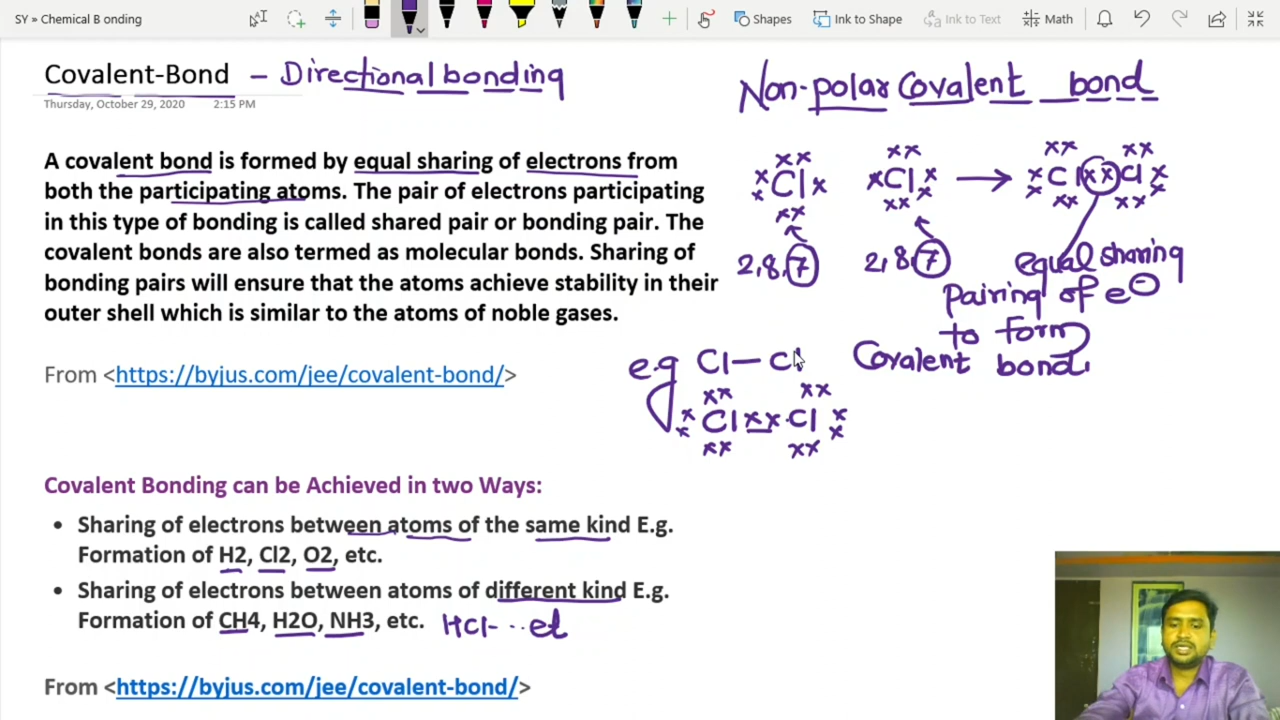 SY » Chemical B onding
Shapes
Ink to Shape
Ink to Text
Math
Covalent-Bond - Directional bonding
Thursday, October 29, 2020 2:15 PM
A covalent bond is formed by equal sharing of electrons from
both the participating atoms. The pair of electrons participating
in this type of bonding is called shared pair or bonding pair. The
covalent bonds are also termed as molecular bonds. Sharing of
bonding pairs will ensure that the atoms achieve stability in their
outer shell which is similar to the atoms of noble gases.
From <https://byjus.com/jee/covalent-bond/>
Non-polar Covalent bond
Cl Cl → Cl xx Cl
2,8,7 2,8,7
equal sharing
pairing of e⊖
to form
Covalent bond.
e.g Cl — Cl
Cl xx Cl
Covalent Bonding can be Achieved in two Ways:
• Sharing of electrons between atoms of the same kind E.g.
Formation of H2, Cl2, O2, etc.
• Sharing of electrons between atoms of different kind E.g.
Formation of CH4, H2O, NH3, etc. HCl- ··
From <https://byjus.com/jee/covalent-bond/>